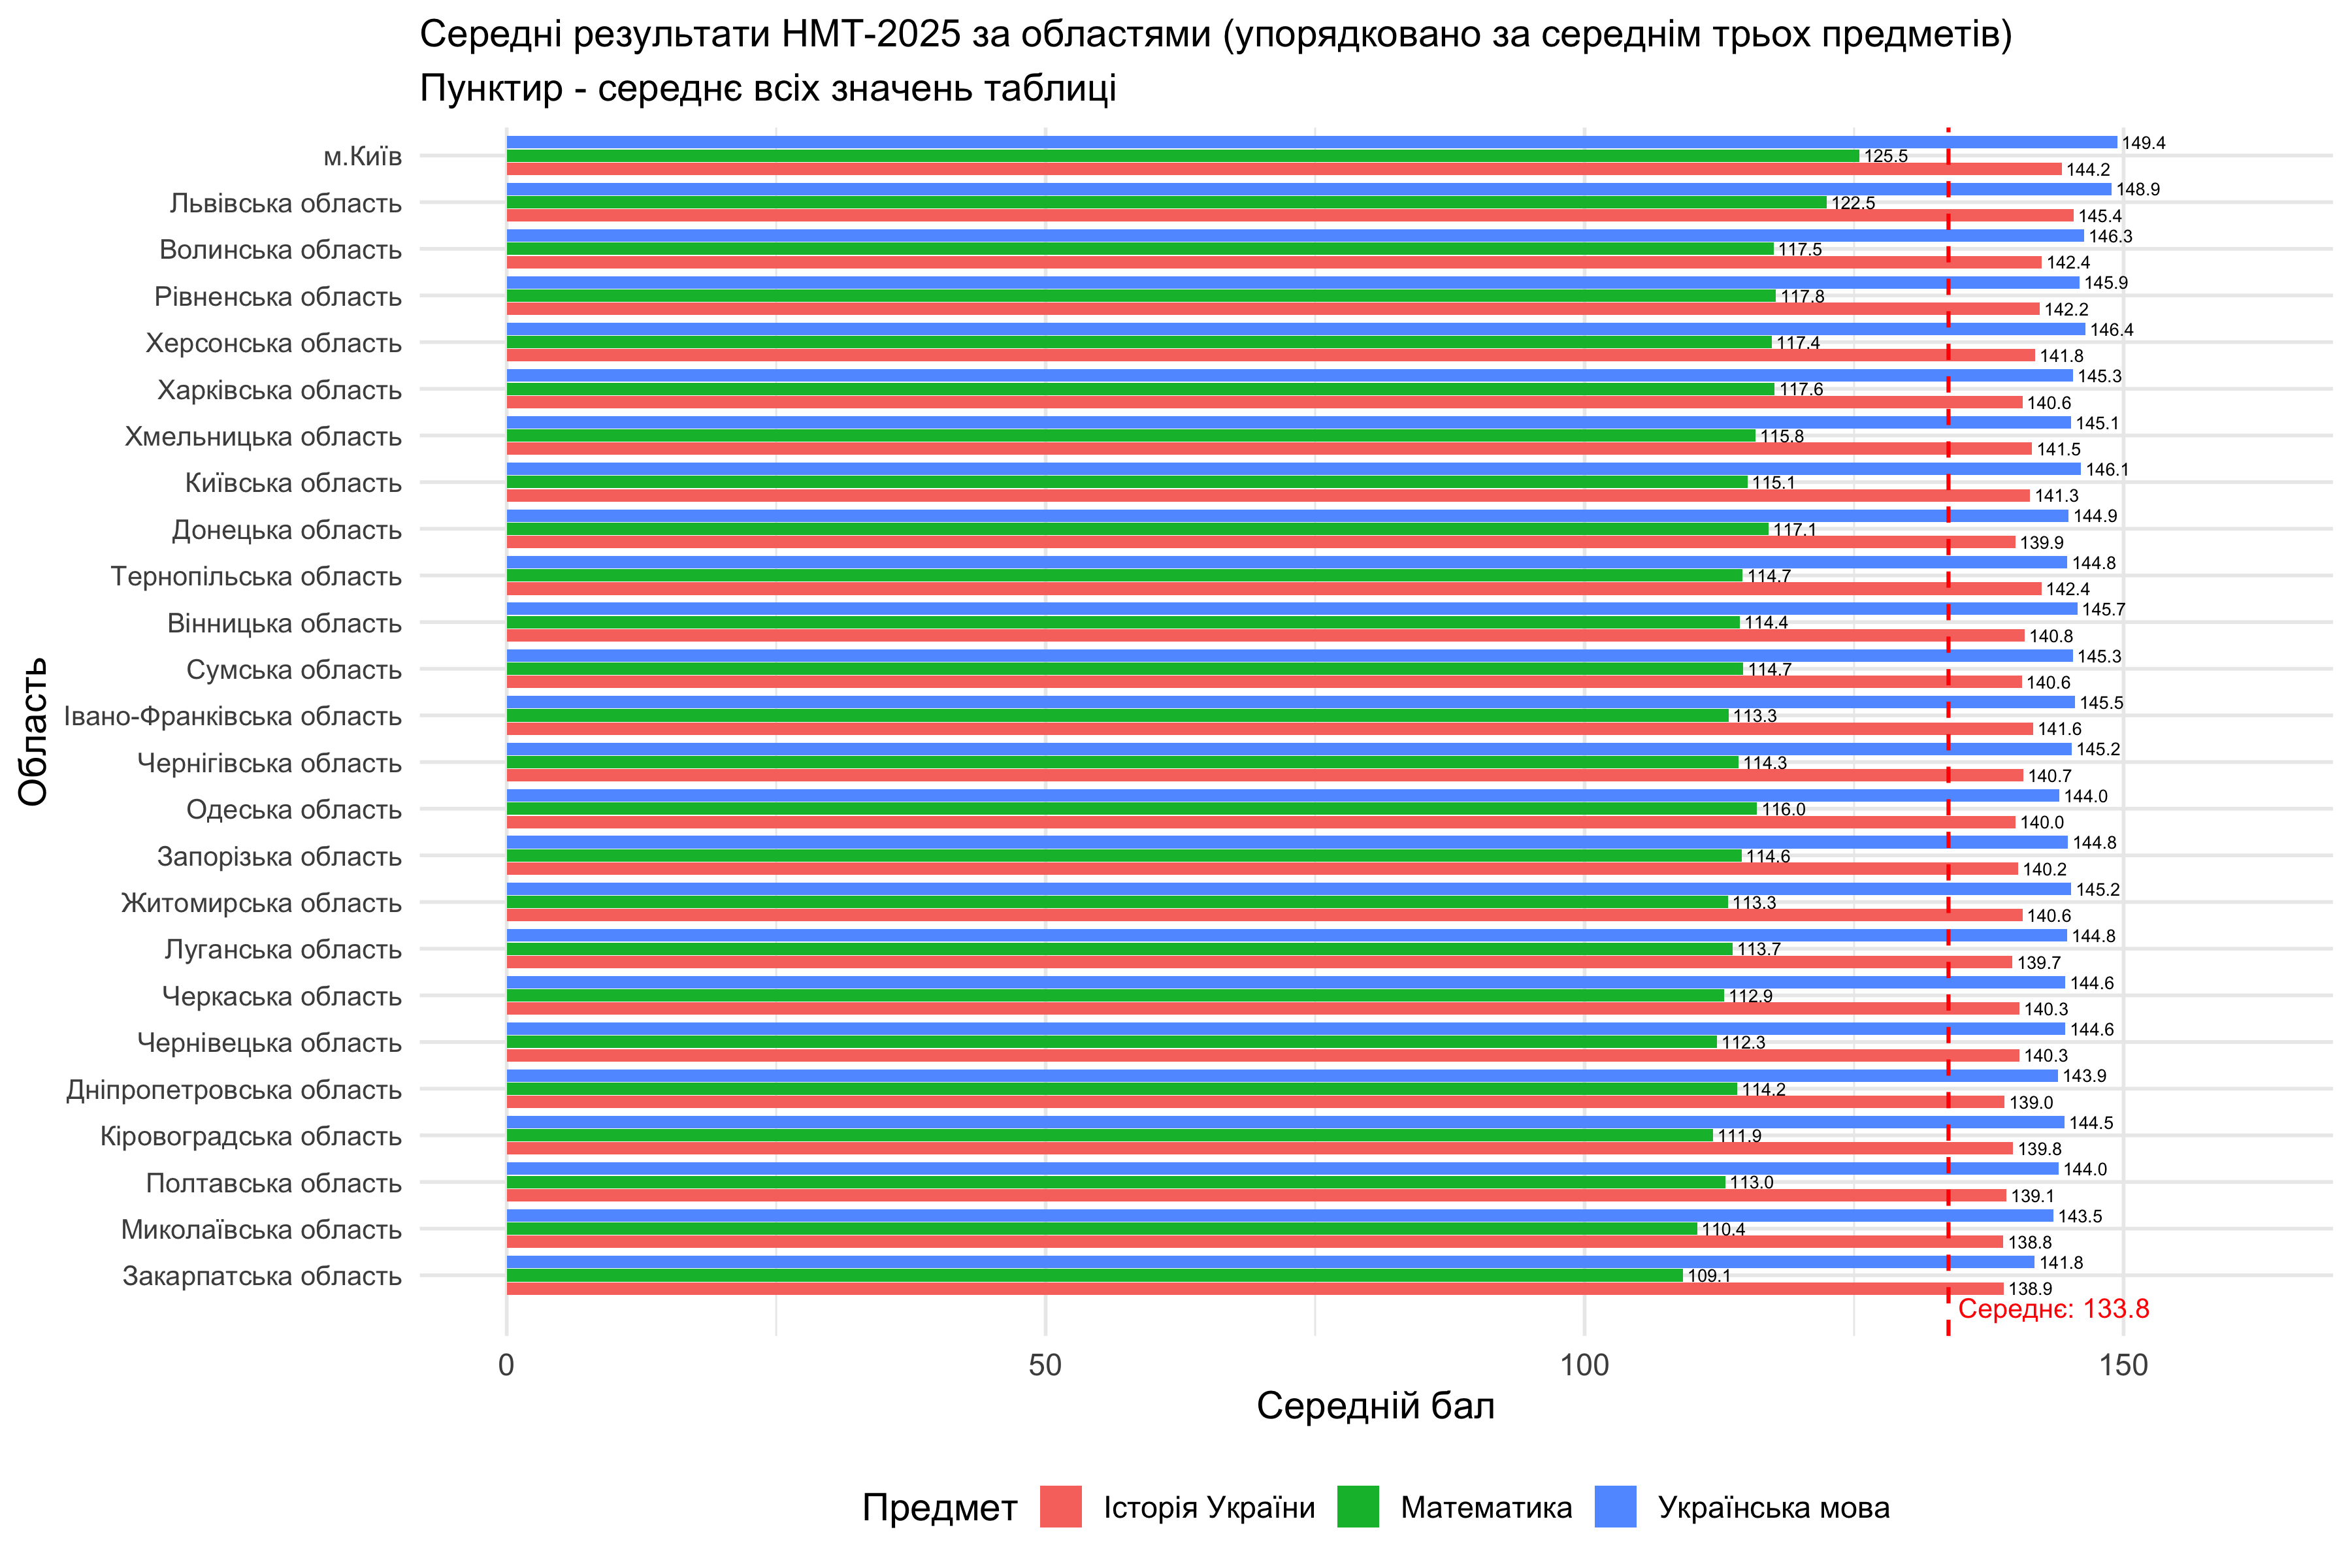 Середні результати НМТ-2025 за областями (упорядковано за середнім трьох предметів)
Пунктир - середнє всіх значень таблиці
Область
м.Київ 149.4 125.5 144.2
Львівська область 148.9 122.5 145.4
Волинська область 146.3 117.5 142.4
Рівненська область 145.9 117.8 142.2
Херсонська область 146.4 117.4 141.8
Харківська область 145.3 117.6 140.6
Хмельницька область 145.1 115.8 141.5
Київська область 146.1 115.1 141.3
Донецька область 144.9 117.1 139.9
Тернопільська область 144.8 114.7 142.4
Вінницька область 145.7 114.4 140.8
Сумська область 145.3 114.7 140.6
Івано-Франківська область 145.5 113.3 141.6
Чернігівська область 145.2 114.3 140.7
Одеська область 144.0 116.0 140.0
Запорізька область 144.8 114.6 140.2
Житомирська область 145.2 113.3 140.6
Луганська область 144.8 113.7 139.7
Черкаська область 144.6 112.9 140.3
Чернівецька область 144.6 112.3 140.3
Дніпропетровська область 143.9 114.2 139.0
Кіровоградська область 144.5 111.9 139.8
Полтавська область 144.0 113.0 139.1
Миколаївська область 143.5 110.4 138.8
Закарпатська область 141.8 109.1 138.9
Середнє: 133.8
0 50 100 150
Середній бал
Предмет Історія України Математика Українська мова